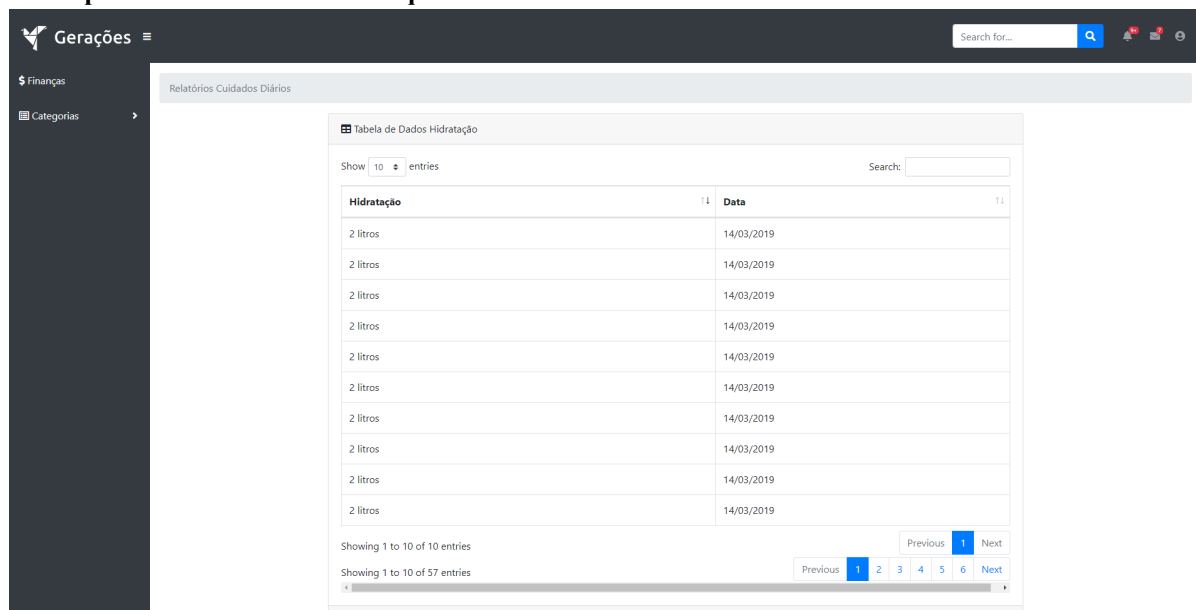 Gerações
Search for...
9+
7
$ Finanças
Categorias
Relatórios Cuidados Diários
Tabela de Dados Hidratação
Show 10 entries
Search:
Hidratação Data
2 litros 14/03/2019
2 litros 14/03/2019
2 litros 14/03/2019
2 litros 14/03/2019
2 litros 14/03/2019
2 litros 14/03/2019
2 litros 14/03/2019
2 litros 14/03/2019
2 litros 14/03/2019
2 litros 14/03/2019
Showing 1 to 10 of 10 entries Previous 1 Next
Showing 1 to 10 of 57 entries Previous 1 2 3 4 5 6 Next